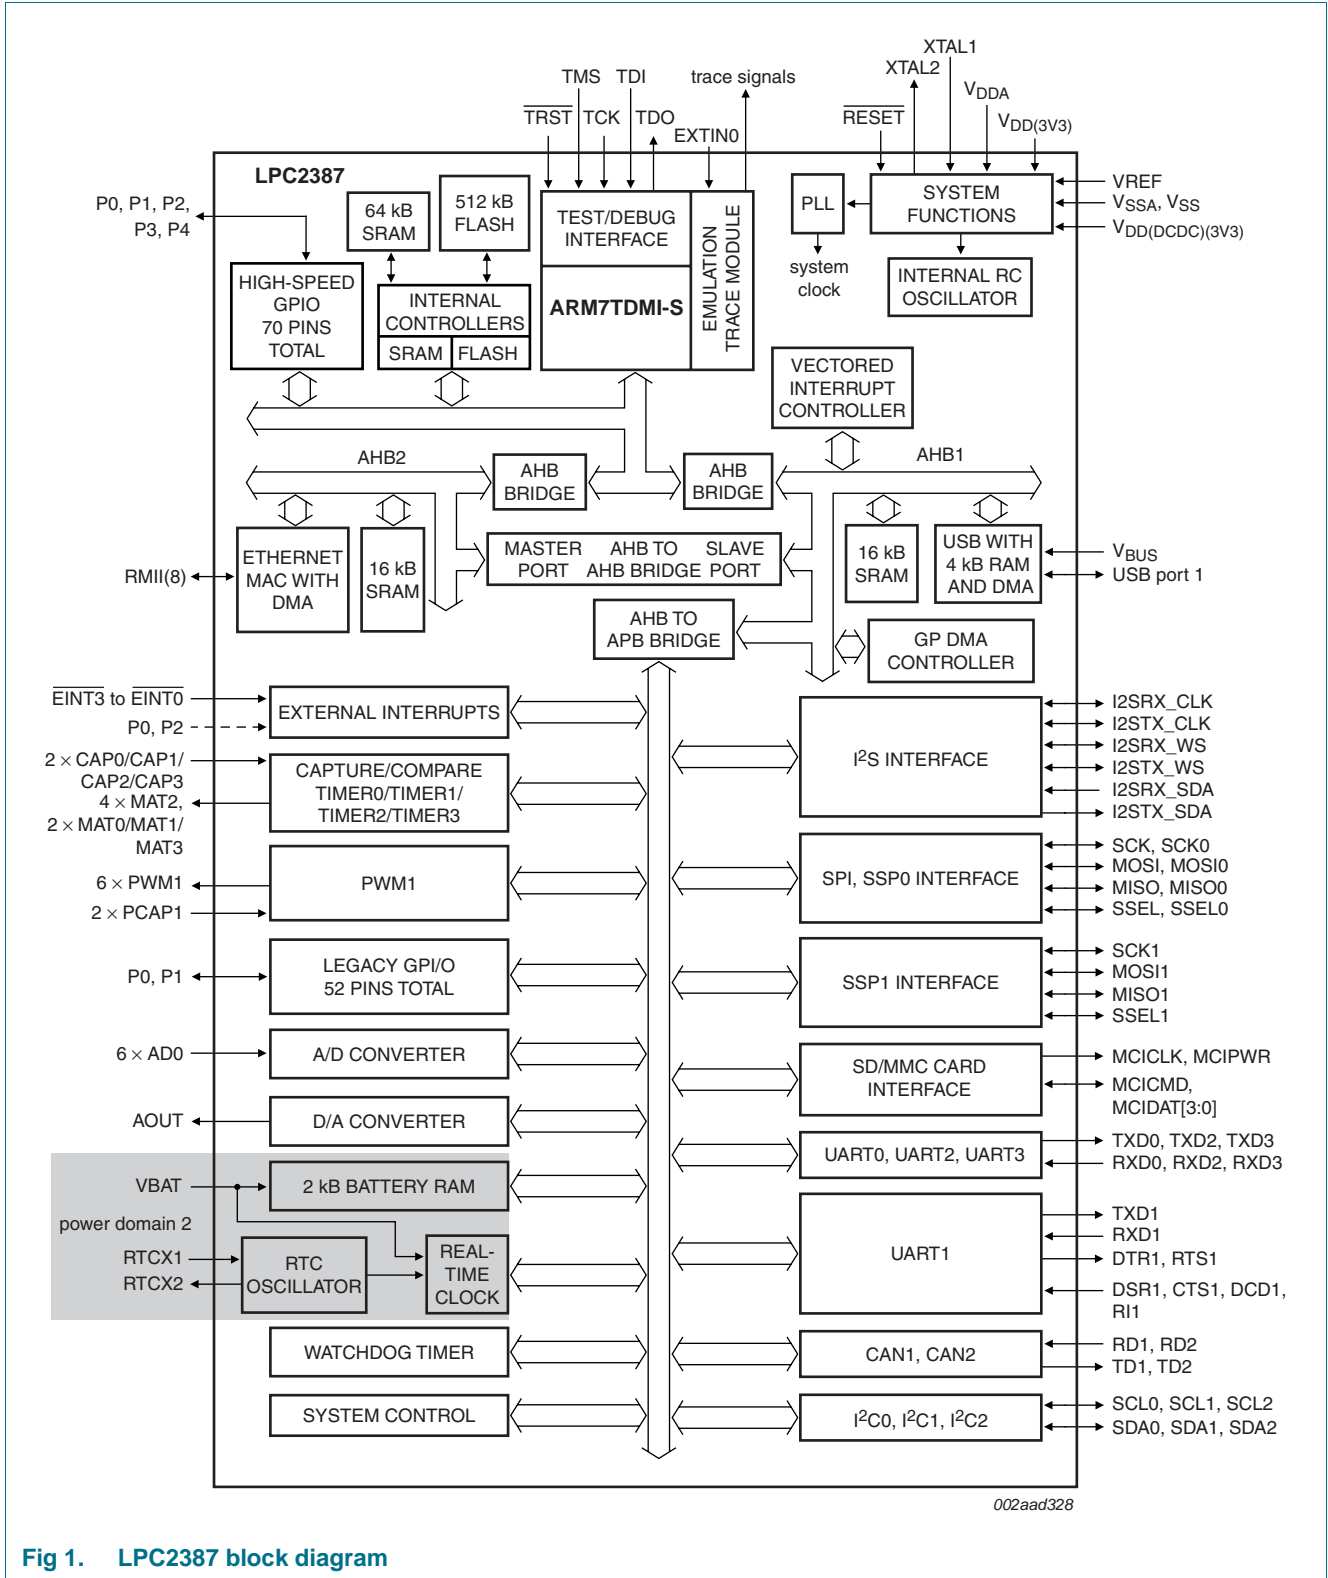 XTAL1
XTAL2
TMS TDI
trace signals
VDDA
TRST TCK TDO
RESET
VDD(3V3)
EXTIN0
LPC2387
P0, P1, P2,
P3, P4
64 kB
SRAM
512 kB
FLASH
TEST/DEBUG
INTERFACE
EMULATION
TRACE MODULE
PLL
SYSTEM
FUNCTIONS
VREF
VSSA, VSS
VDD(DCDC)(3V3)
system
clock
HIGH-SPEED
GPIO
70 PINS
TOTAL
INTERNAL
CONTROLLERS
SRAM FLASH
ARM7TDMI-S
INTERNAL RC
OSCILLATOR
VECTORED
INTERRUPT
CONTROLLER
AHB2
AHB
BRIDGE
AHB
BRIDGE
AHB1
RMII(8)
ETHERNET
MAC WITH
DMA
16 kB
SRAM
MASTER AHB TO SLAVE
PORT AHB BRIDGE PORT
16 kB
SRAM
USB WITH
4 kB RAM
AND DMA
VBUS
USB port 1
AHB TO
APB BRIDGE
GP DMA
CONTROLLER
EINT3 to EINT0
P0, P2
EXTERNAL INTERRUPTS
2 × CAP0/CAP1/
CAP2/CAP3
4 × MAT2,
2 × MAT0/MAT1/
MAT3
CAPTURE/COMPARE
TIMER0/TIMER1/
TIMER2/TIMER3
6 × PWM1
2 × PCAP1
PWM1
P0, P1
LEGACY GPI/O
52 PINS TOTAL
6 × AD0
A/D CONVERTER
AOUT
D/A CONVERTER
VBAT
2 kB BATTERY RAM
power domain 2
RTCX1
RTCX2
RTC
OSCILLATOR
REAL-
TIME
CLOCK
WATCHDOG TIMER
SYSTEM CONTROL
I2S INTERFACE
I2SRX_CLK
I2STX_CLK
I2SRX_WS
I2STX_WS
I2SRX_SDA
I2STX_SDA
SPI, SSP0 INTERFACE
SCK, SCK0
MOSI, MOSI0
MISO, MISO0
SSEL, SSEL0
SSP1 INTERFACE
SCK1
MOSI1
MISO1
SSEL1
SD/MMC CARD
INTERFACE
MCICLK, MCIPWR
MCICMD,
MCIDAT[3:0]
UART0, UART2, UART3
TXD0, TXD2, TXD3
RXD0, RXD2, RXD3
UART1
TXD1
RXD1
DTR1, RTS1
DSR1, CTS1, DCD1,
RI1
CAN1, CAN2
RD1, RD2
TD1, TD2
I2C0, I2C1, I2C2
SCL0, SCL1, SCL2
SDA0, SDA1, SDA2
002aad328
Fig 1. LPC2387 block diagram